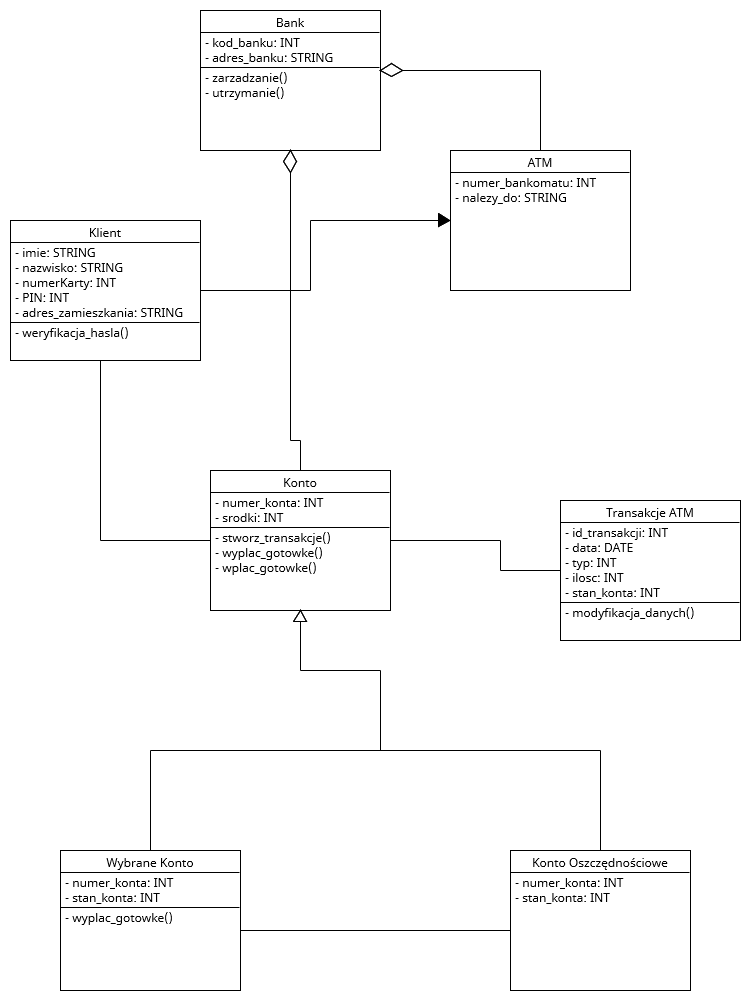 Bank
- kod_banku: INT
- adres_banku: STRING
- zarzadzanie()
- utrzymanie()
ATM
- numer_bankomatu: INT
- nalezy_do: STRING
Klient
- imie: STRING
- nazwisko: STRING
- numerKarty: INT
- PIN: INT
- adres_zamieszkania: STRING
- weryfikacja_hasla()
Konto
- numer_konta: INT
- srodki: INT
- stworz_transakcje()
- wyplac_gotowke()
- wplac_gotowke()
Transakcje ATM
- id_transakcji: INT
- data: DATE
- typ: INT
- ilosc: INT
- stan_konta: INT
- modyfikacja_danych()
Wybrane Konto
- numer_konta: INT
- stan_konta: INT
- wyplac_gotowke()
Konto Oszczędnościowe
- numer_konta: INT
- stan_konta: INT